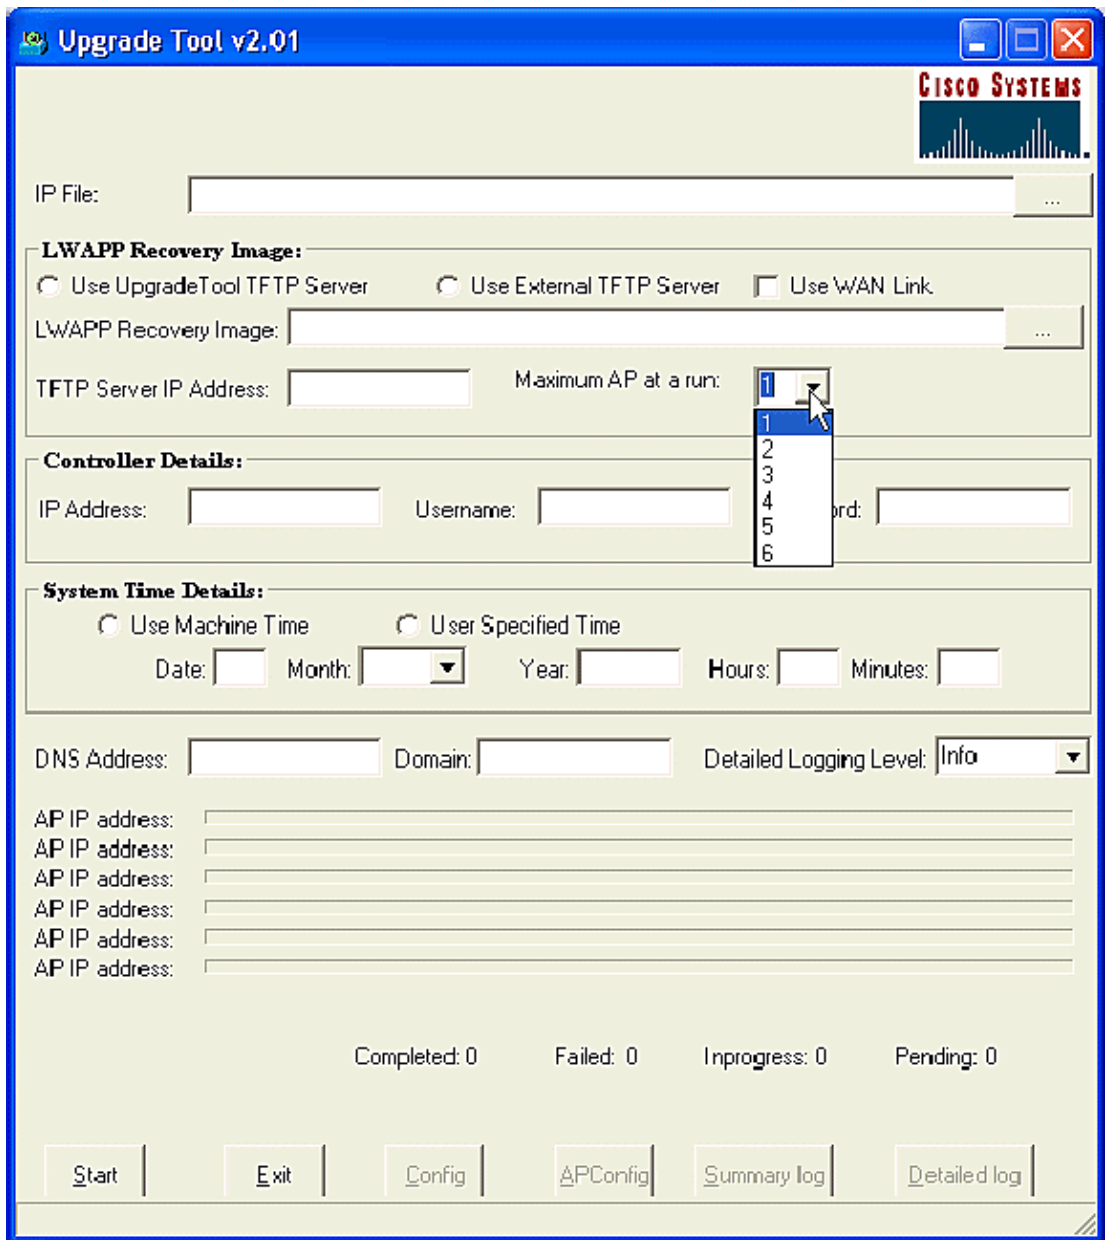 Upgrade Tool v2.01
CISCO SYSTEMS
IP File:
...
LWAPP Recovery Image:
Use UpgradeTool TFTP Server Use External TFTP Server Use WAN Link
LWAPP Recovery Image:
...
TFTP Server IP Address: Maximum AP at a run: 1
1
2
3
4
5
6
Controller Details:
IP Address: Username: ord:
System Time Details:
Use Machine Time User Specified Time
Date: Month: Year: Hours: Minutes:
DNS Address: Domain: Detailed Logging Level: Info
AP IP address:
AP IP address:
AP IP address:
AP IP address:
AP IP address:
AP IP address:
Completed: 0 Failed: 0 Inprogress: 0 Pending: 0
Start Exit Config APConfig Summary log Detailed log